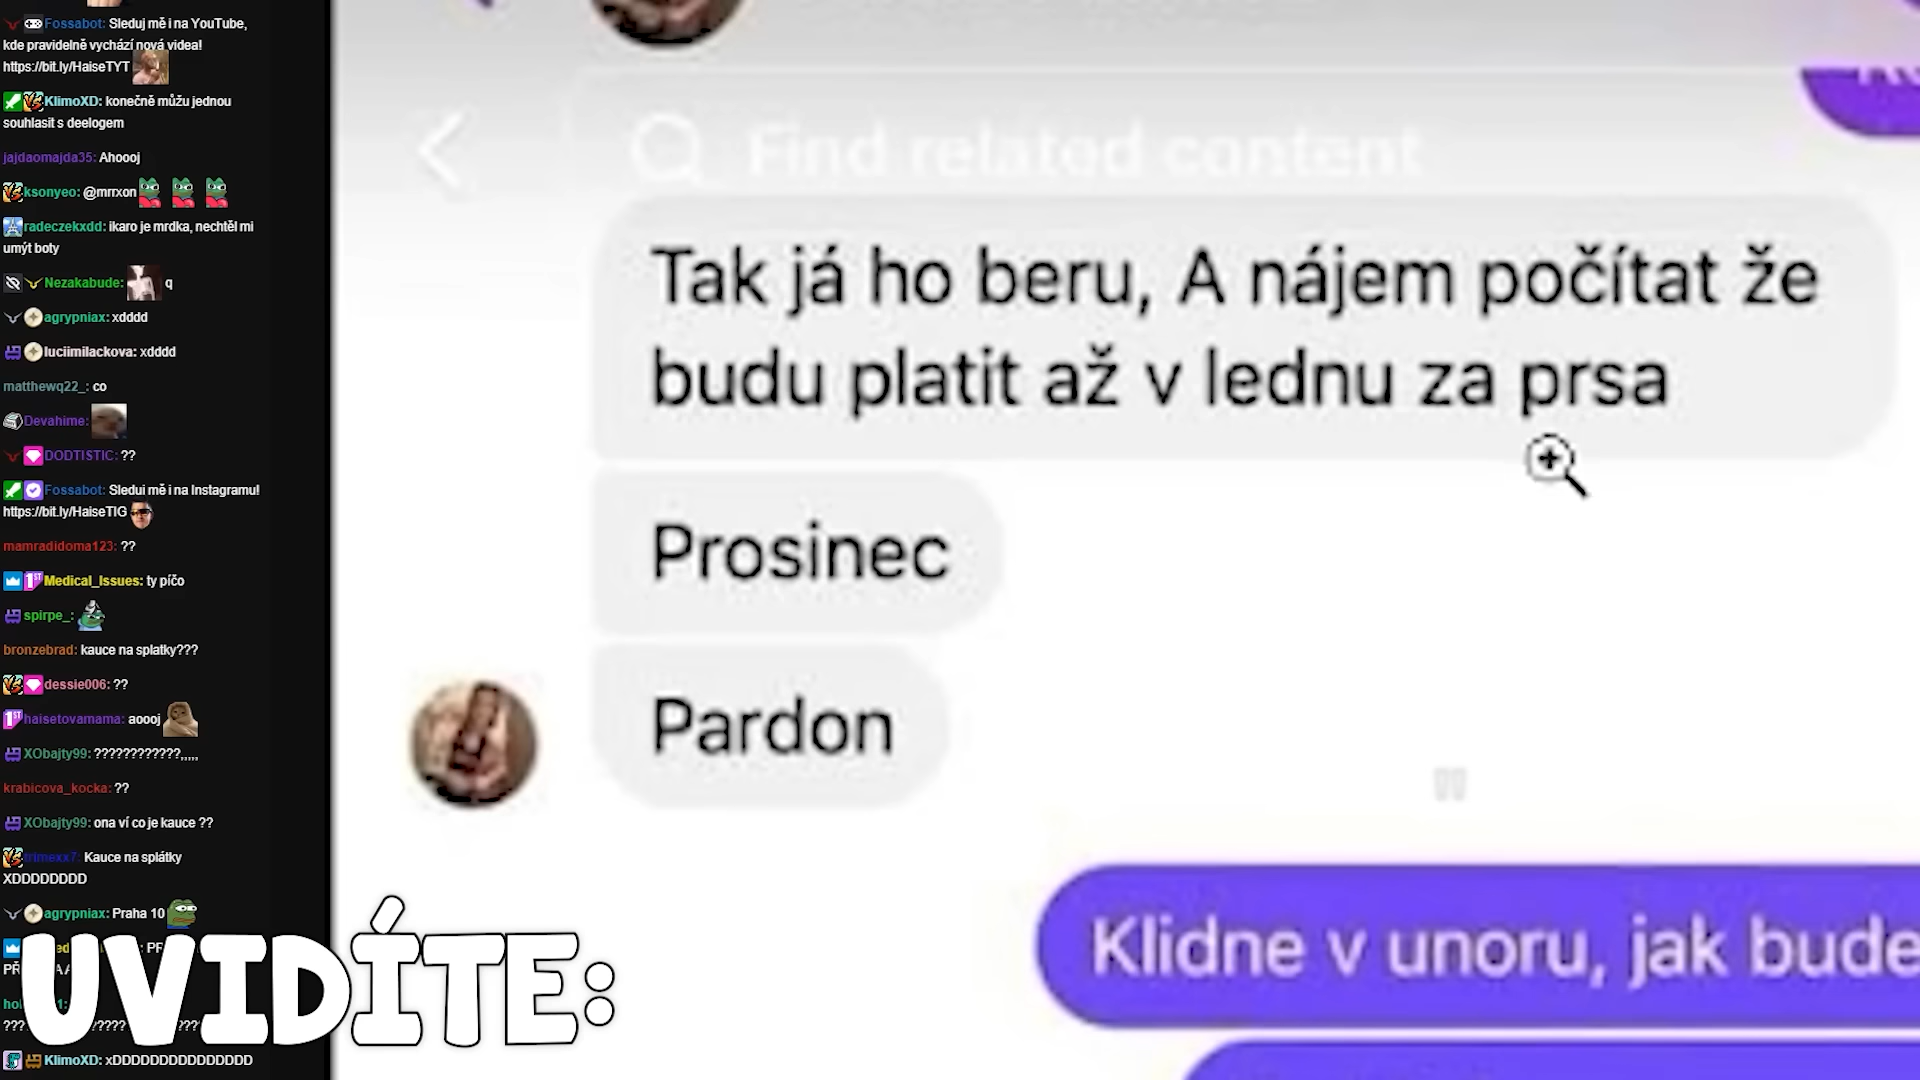 Fossabot: Sleduj mě i na YouTube,
kde pravidelně vychází nová videa!
https://bit.ly/HaiseTYT
KlimoXD: konečně můžu jednou
souhlasit s deelogem
jajdaomajda35: Ahoooj
ksonyeo: @mrrxon
radeczekxdd: ikaro je mrdka, nechtěl mi
umýt boty
Nezakabude: q
agrypniax: xdddd
luciimilackova: xdddd
matthewq22_: co
Devahime:
DODTISTIC: ??
Fossabot: Sleduj mě i na Instagramu!
https://bit.ly/HaiseTIG
mamradidoma123: ??
Medical_Issues: ty píčo
spirpe_:
bronzebrad: kauce na splatky???
dessie006: ??
haisetovamama: aoooj
XObajty99: ????????????,,,,,
krabicova_kocka: ??
XObajty99: ona ví co je kauce ??
trimexx7: Kauce na splátky
XDDDDDDDD
agrypniax: Praha 10
KlimoXD: xDDDDDDDDDDDDDDD
UVIDÍTE:
Find related content
Tak já ho beru, A nájem počítat že
budu platit až v lednu za prsa
Prosinec
Pardon
Klidne v unoru, jak bude